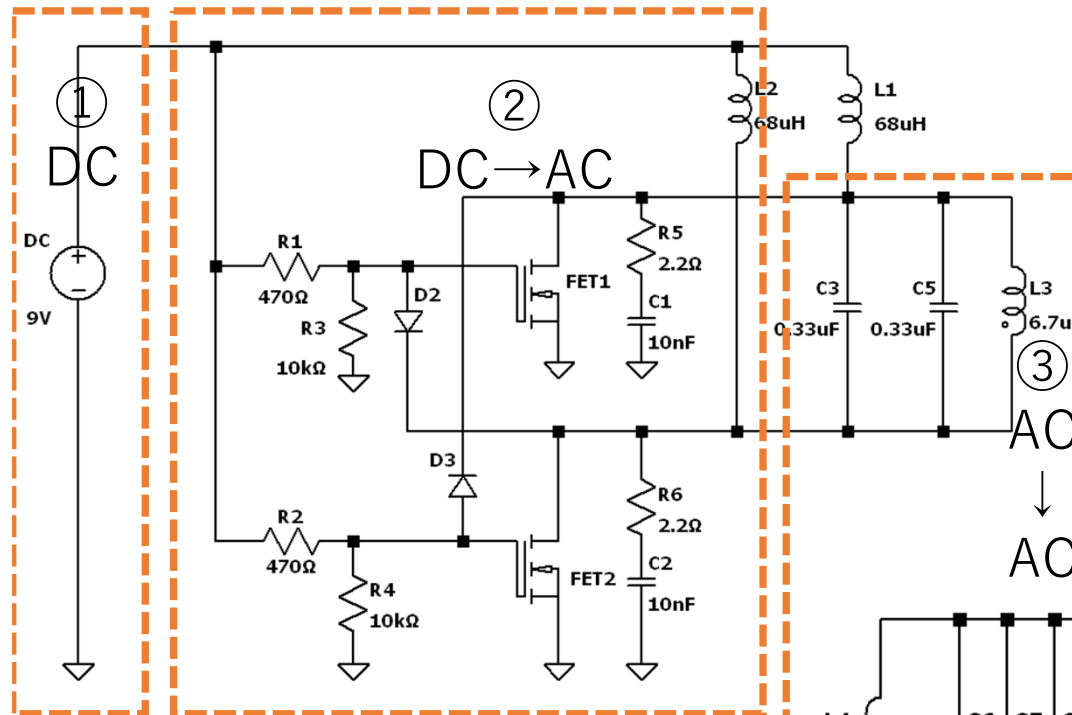 ①
DC
DC
+
−
9V
②
DC→AC
R1
470Ω
R3
10kΩ
D2
FET1
R5
2.2Ω
C1
10nF
L2
68uH
L1
68uH
D3
R2
470Ω
R4
10kΩ
FET2
R6
2.2Ω
C2
10nF
C3
0.33uF
C5
0.33uF
L3
6.7u
③
AC
↓
AC